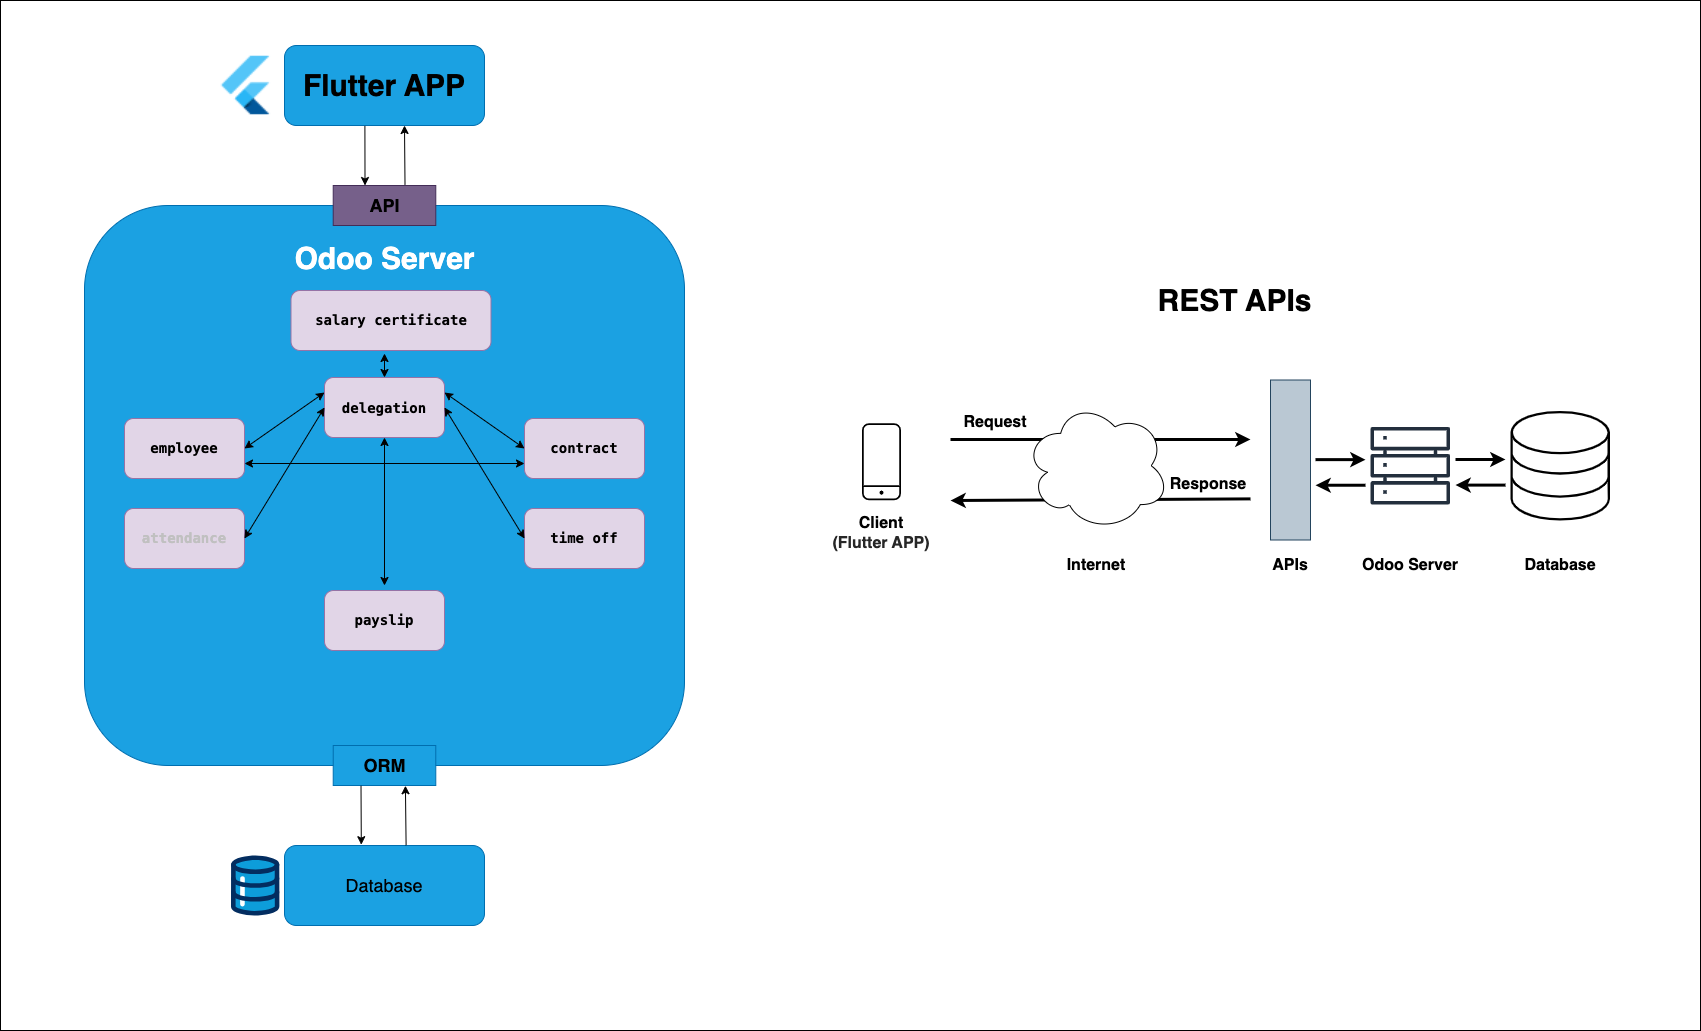 Flutter APP
API
Odoo Server
salary certificate
delegation
employee
contract
attendance
time off
payslip
ORM
Database
REST APIs
Request
Response
Client
(Flutter APP)
Internet
APIs
Odoo Server
Database